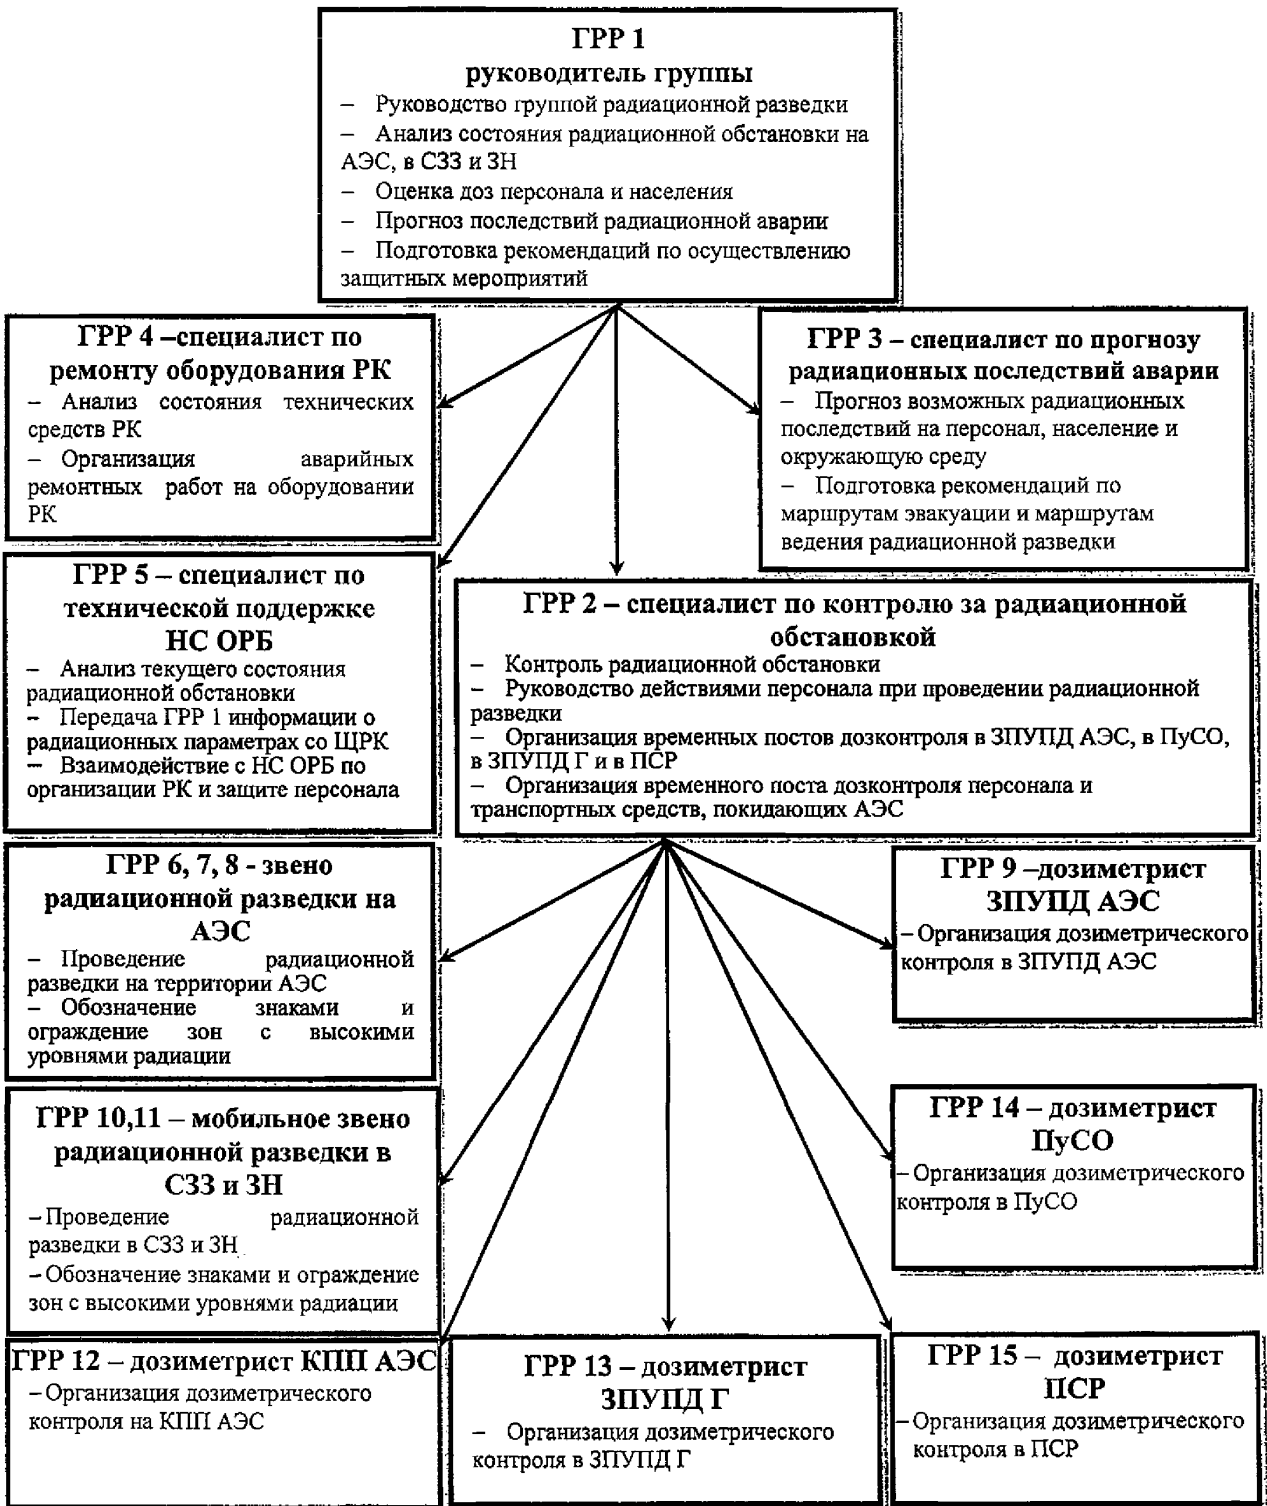 ГРР 1
руководитель группы
– Руководство группой радиационной разведки
– Анализ состояния радиационной обстановки на
АЭС, в СЗЗ и ЗН
– Оценка доз персонала и населения
– Прогноз последствий радиационной аварии
– Подготовка рекомендаций по осуществлению
защитных мероприятий
ГРР 4 –специалист по
ремонту оборудования РК
– Анализ состояния технических
средств РК
– Организация аварийных
ремонтных работ на оборудовании
РК
ГРР 3 – специалист по прогнозу
радиационных последствий аварии
– Прогноз возможных радиационных
последствий на персонал, население и
окружающую среду
– Подготовка рекомендаций по
маршрутам эвакуации и маршрутам
ведения радиационной разведки
ГРР 5 – специалист по
технической поддержке
НС ОРБ
– Анализ текущего состояния
радиационной обстановки
– Передача ГРР 1 информации о
радиационных параметрах со ЩРК
– Взаимодействие с НС ОРБ по
организации РК и защите персонала
ГРР 2 – специалист по контролю за радиационной
обстановкой
– Контроль радиационной обстановки
– Руководство действиями персонала при проведении радиационной
разведки
– Организация временных постов дозконтроля в ЗПУПД АЭС, в ПуСО,
в ЗПУПД Г и в ПСР
– Организация временного поста дозконтроля персонала и
транспортных средств, покидающих АЭС
ГРР 6, 7, 8 - звено
радиационной разведки на
АЭС
– Проведение радиационной
разведки на территории АЭС
– Обозначение знаками и
ограждение зон с высокими
уровнями радиации
ГРР 9 –дозиметрист
ЗПУПД АЭС
– Организация дозиметрического
контроля в ЗПУПД АЭС
ГРР 10,11 – мобильное звено
радиационной разведки в
СЗЗ и ЗН
– Проведение радиационной
разведки в СЗЗ и ЗН
– Обозначение знаками и ограждение
зон с высокими уровнями радиации
ГРР 14 – дозиметрист
ПуСО
– Организация дозиметрического
контроля в ПуСО
ГРР 12 – дозиметрист КПП АЭС
– Организация дозиметрического
контроля на КПП АЭС
ГРР 13 – дозиметрист
ЗПУПД Г
– Организация дозиметрического
контроля в ЗПУПД Г
ГРР 15 – дозиметрист
ПСР
– Организация дозиметрического
контроля в ПСР